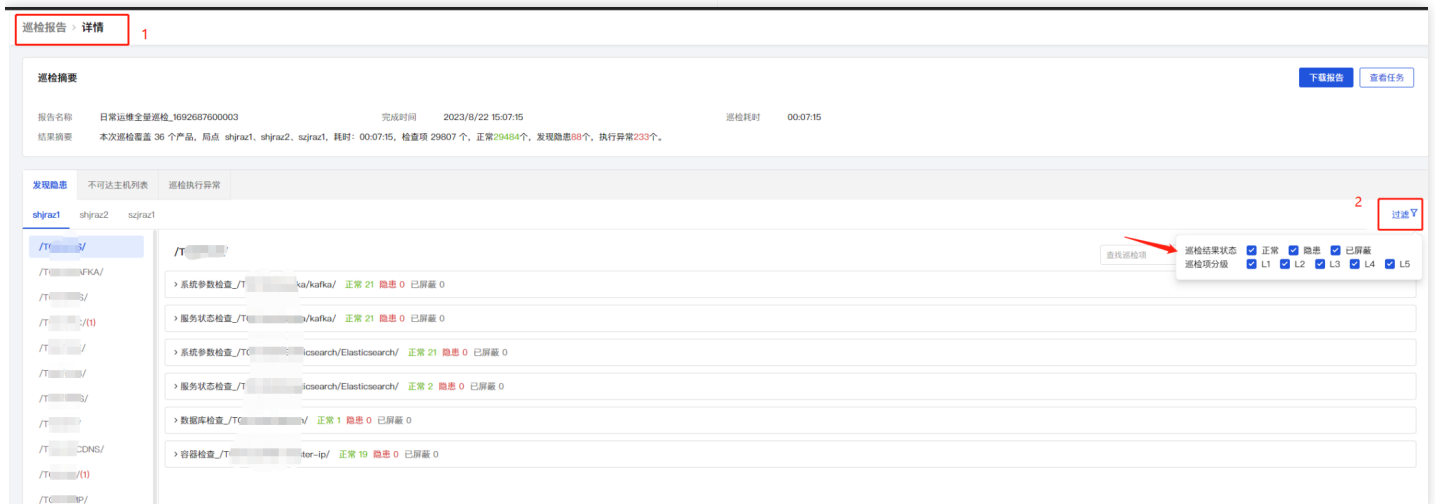 巡检报告 > 详情
1
巡检摘要
下载报告 查看任务
报告名称 日常运维全量巡检_1692687600003 完成时间 2023/8/22 15:07:15 巡检耗时 00:07:15
结果摘要 本次巡检覆盖 36 个产品，局点 shjraz1、shjraz2、szjraz1，耗时：00:07:15，检查项 29807 个，正常29484个，发现隐患88个，执行异常233个。
发现隐患 不可达主机列表 巡检执行异常
2
shjraz1 shjraz2 szjraz1
过滤
/T S/
/T
查找巡检项
巡检结果状态 正常 隐患 已屏蔽
巡检项分级 L1 L2 L3 L4 L5
/T AFKA/
> 系统参数检查_/T ka/kafka/ 正常 21 隐患 0 已屏蔽 0
/T S/
> 服务状态检查_/T a/kafka/ 正常 21 隐患 0 已屏蔽 0
/T /(1)
/T /
> 系统参数检查_/T icsearch/Elasticsearch/ 正常 21 隐患 0 已屏蔽 0
/T /
> 服务状态检查_/T icsearch/Elasticsearch/ 正常 2 隐患 0 已屏蔽 0
/T S/
/T
> 数据库检查_/T / 正常 1 隐患 0 已屏蔽 0
/T CDNS/
> 容器检查_/T ter-ip/ 正常 19 隐患 0 已屏蔽 0
/T /(1)
/T MP/